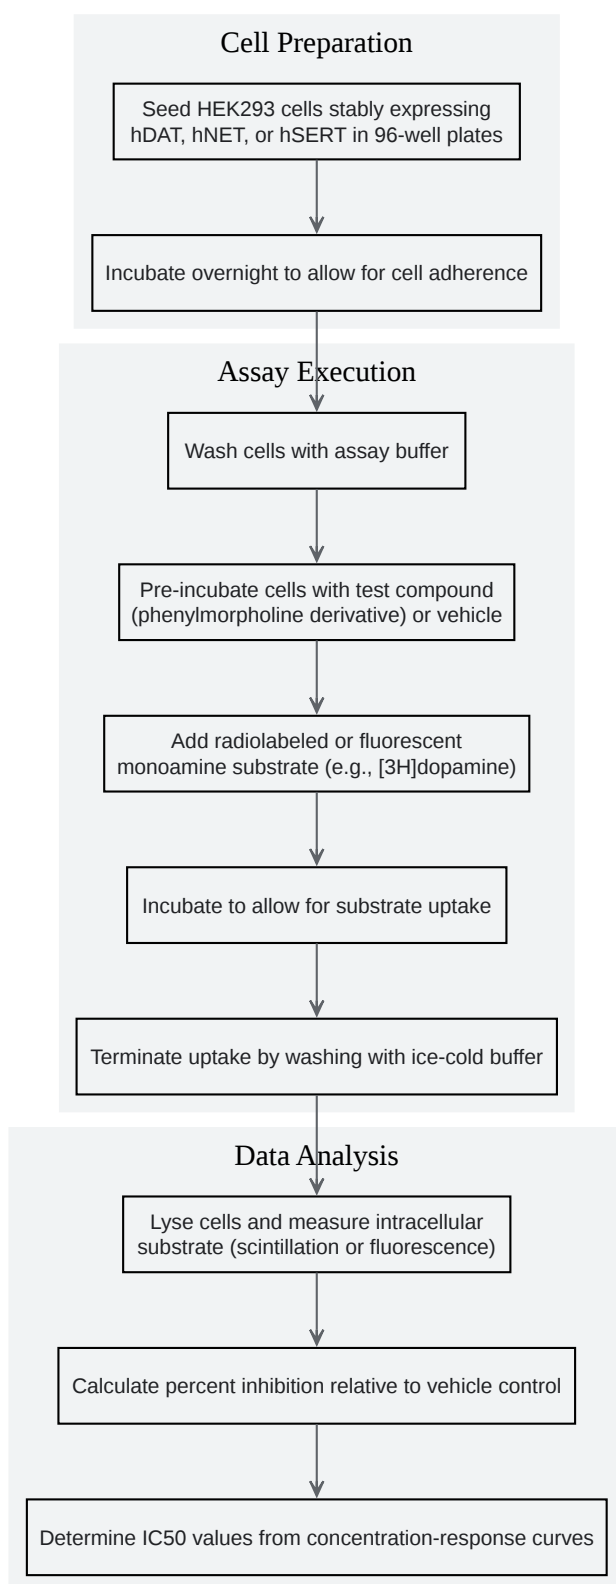 Cell Preparation
Seed HEK293 cells stably expressing
hDAT, hNET, or hSERT in 96-well plates
Incubate overnight to allow for cell adherence
Assay Execution
Wash cells with assay buffer
Pre-incubate cells with test compound
(phenylmorpholine derivative) or vehicle
Add radiolabeled or fluorescent
monoamine substrate (e.g., [3H]dopamine)
Incubate to allow for substrate uptake
Terminate uptake by washing with ice-cold buffer
Data Analysis
Lyse cells and measure intracellular
substrate (scintillation or fluorescence)
Calculate percent inhibition relative to vehicle control
Determine IC50 values from concentration-response curves